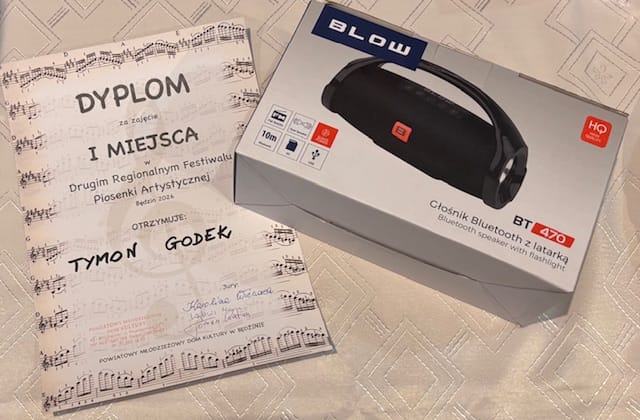 DYPLOM
za zajęcie
I MIEJSCA
w
Drugim Regionalnym Festiwalu
Piosenki Artystycznej
Będzin 2026
OTRZYMUJE:
TYMON GODEK
Jury:
POWIATOWY MŁODZIEŻOWY DOM KULTURY W BĘDZINIE
BLOW
HQ
10m
Głośnik Bluetooth z latarką
Bluetooth speaker with flashlight
BT 470